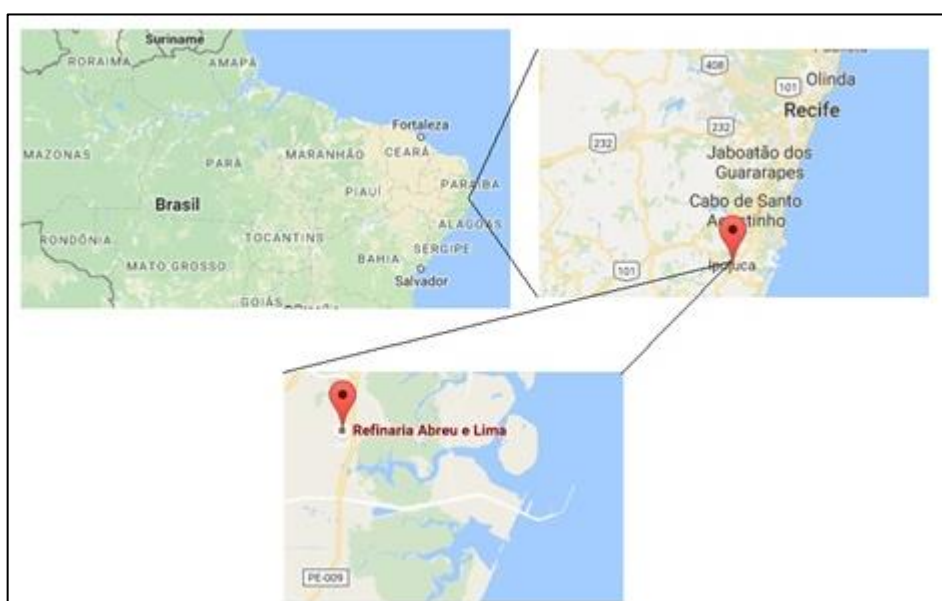 Suriname
RORAIMA
AMAPÁ
Fortaleza
AMAZONAS
PARÁ
MARANHÃO
CEARÁ
PIAUÍ
PARAÍBA
Brasil
ALAGOAS
RONDÔNIA
TOCANTINS
SERGIPE
BAHIA
MATO GROSSO
Salvador
GOIÁS
408
101
Olinda
Recife
232
232
Jaboatão dos
Guararapes
Cabo de Santo
101
Ipojuca
Refinaria Abreu e Lima
PE-009